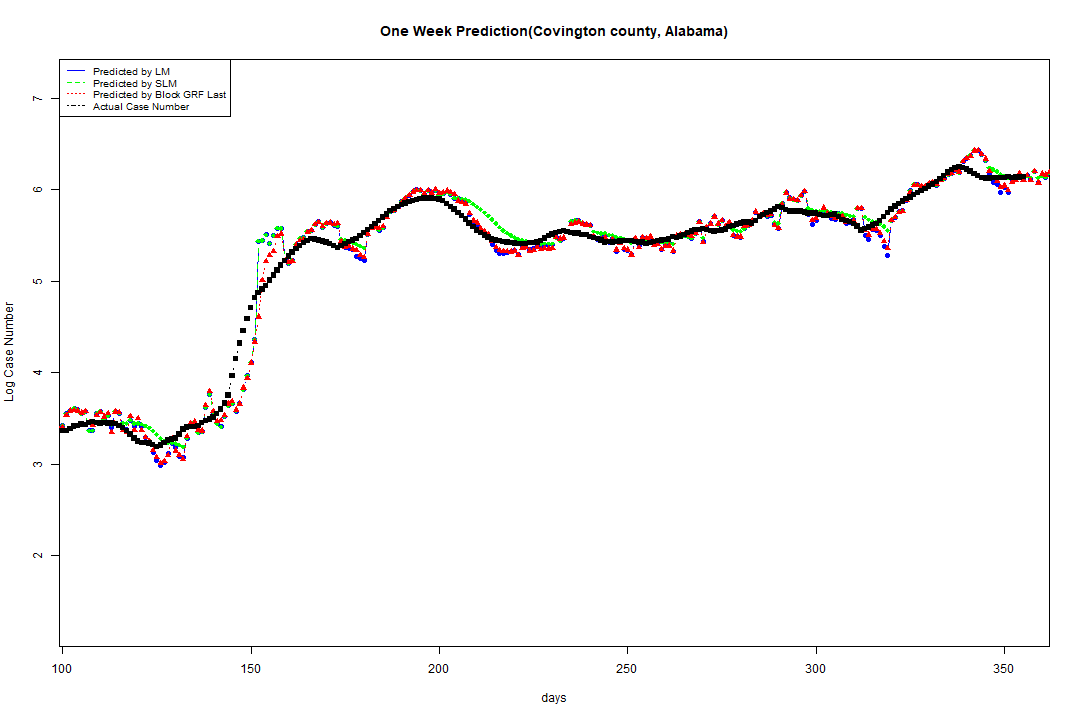 One Week Prediction(Covington county, Alabama)
Predicted by LM
Predicted by SLM
Predicted by Block GRF Last
Actual Case Number
7
6
5
4
3
2
Log Case Number
100 150 200 250 300 350
days